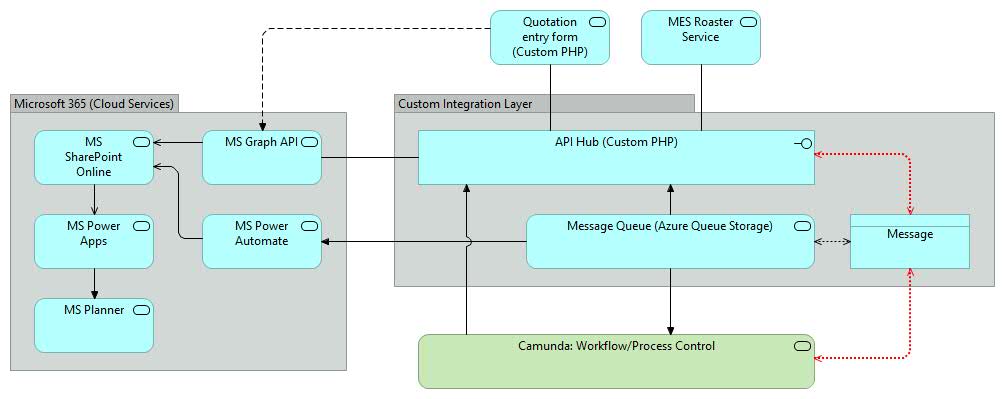 Quotation
entry form
(Custom PHP)
MES Roaster
Service
Microsoft 365 (Cloud Services)
Custom Integration Layer
MS
SharePoint
Online
MS Graph API
API Hub (Custom PHP)
MS Power
Apps
MS Power
Automate
Message Queue (Azure Queue Storage)
Message
MS Planner
Camunda: Workflow/Process Control